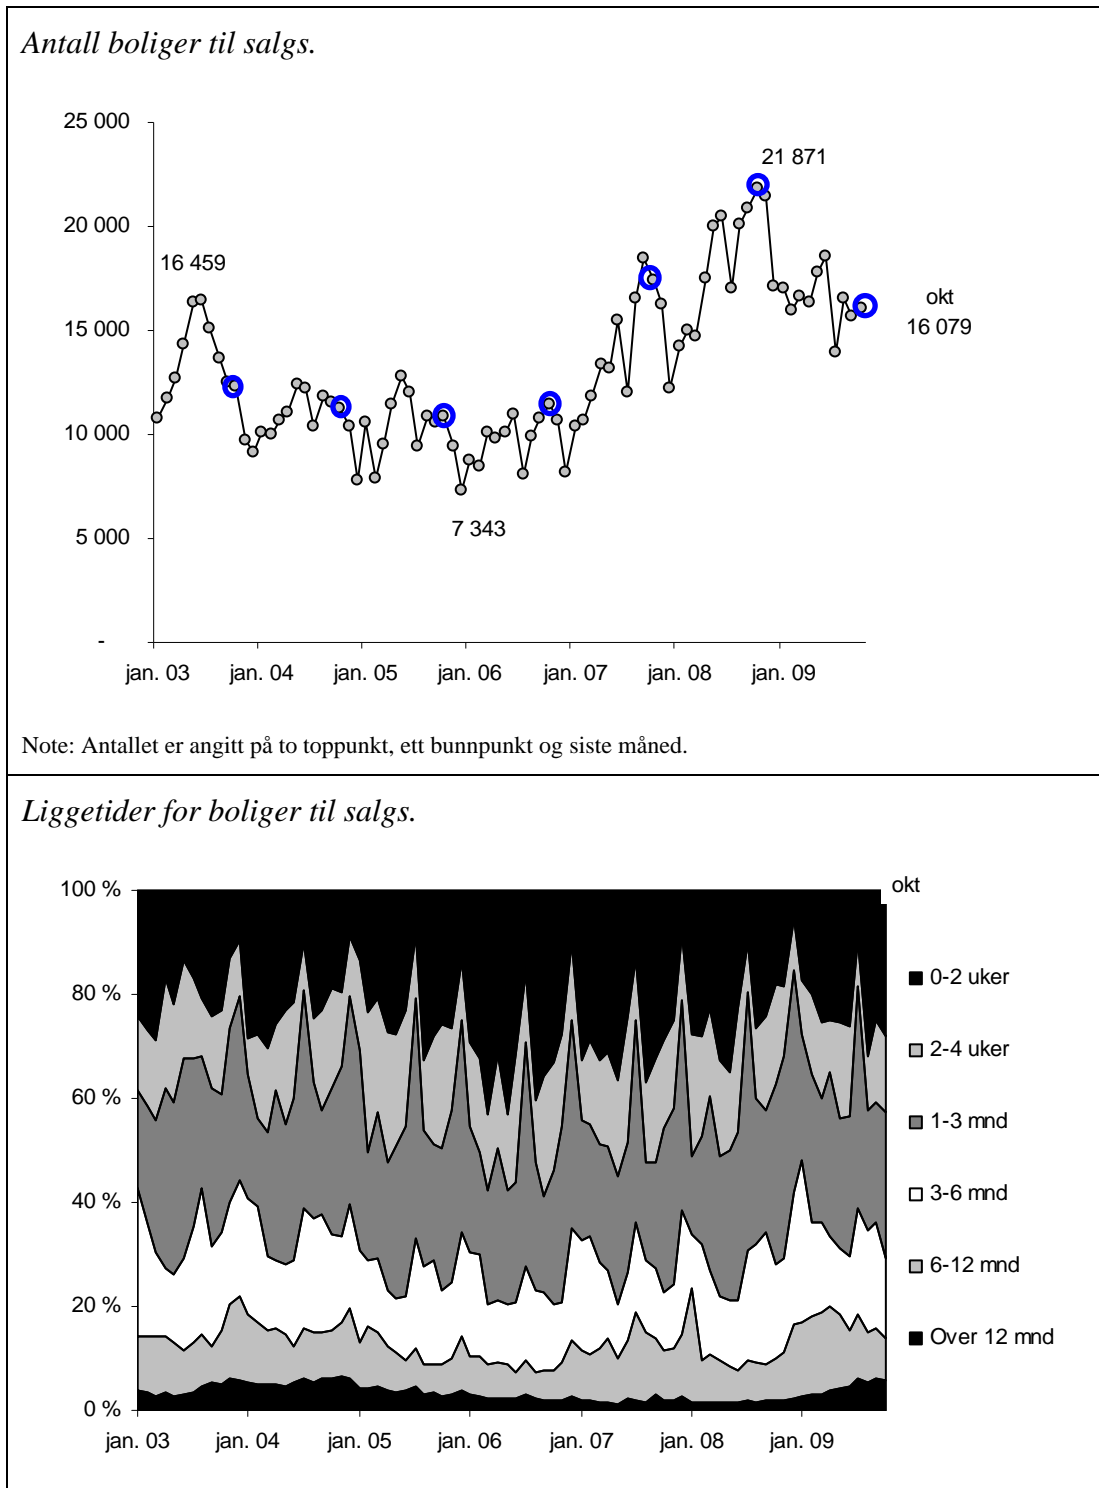 Antall boliger til salgs.
25 000
21 871
20 000
16 459
okt
15 000
16 079
10 000
7 343
5 000
-
jan. 03 jan. 04 jan. 05 jan. 06 jan. 07 jan. 08 jan. 09
Note: Antallet er angitt på to toppunkt, ett bunnpunkt og siste måned.
Liggetider for boliger til salgs.
100 %
okt
80 %
60 %
40 %
20 %
0 %
0-2 uker
2-4 uker
1-3 mnd
3-6 mnd
6-12 mnd
Over 12 mnd
jan. 03 jan. 04 jan. 05 jan. 06 jan. 07 jan. 08 jan. 09